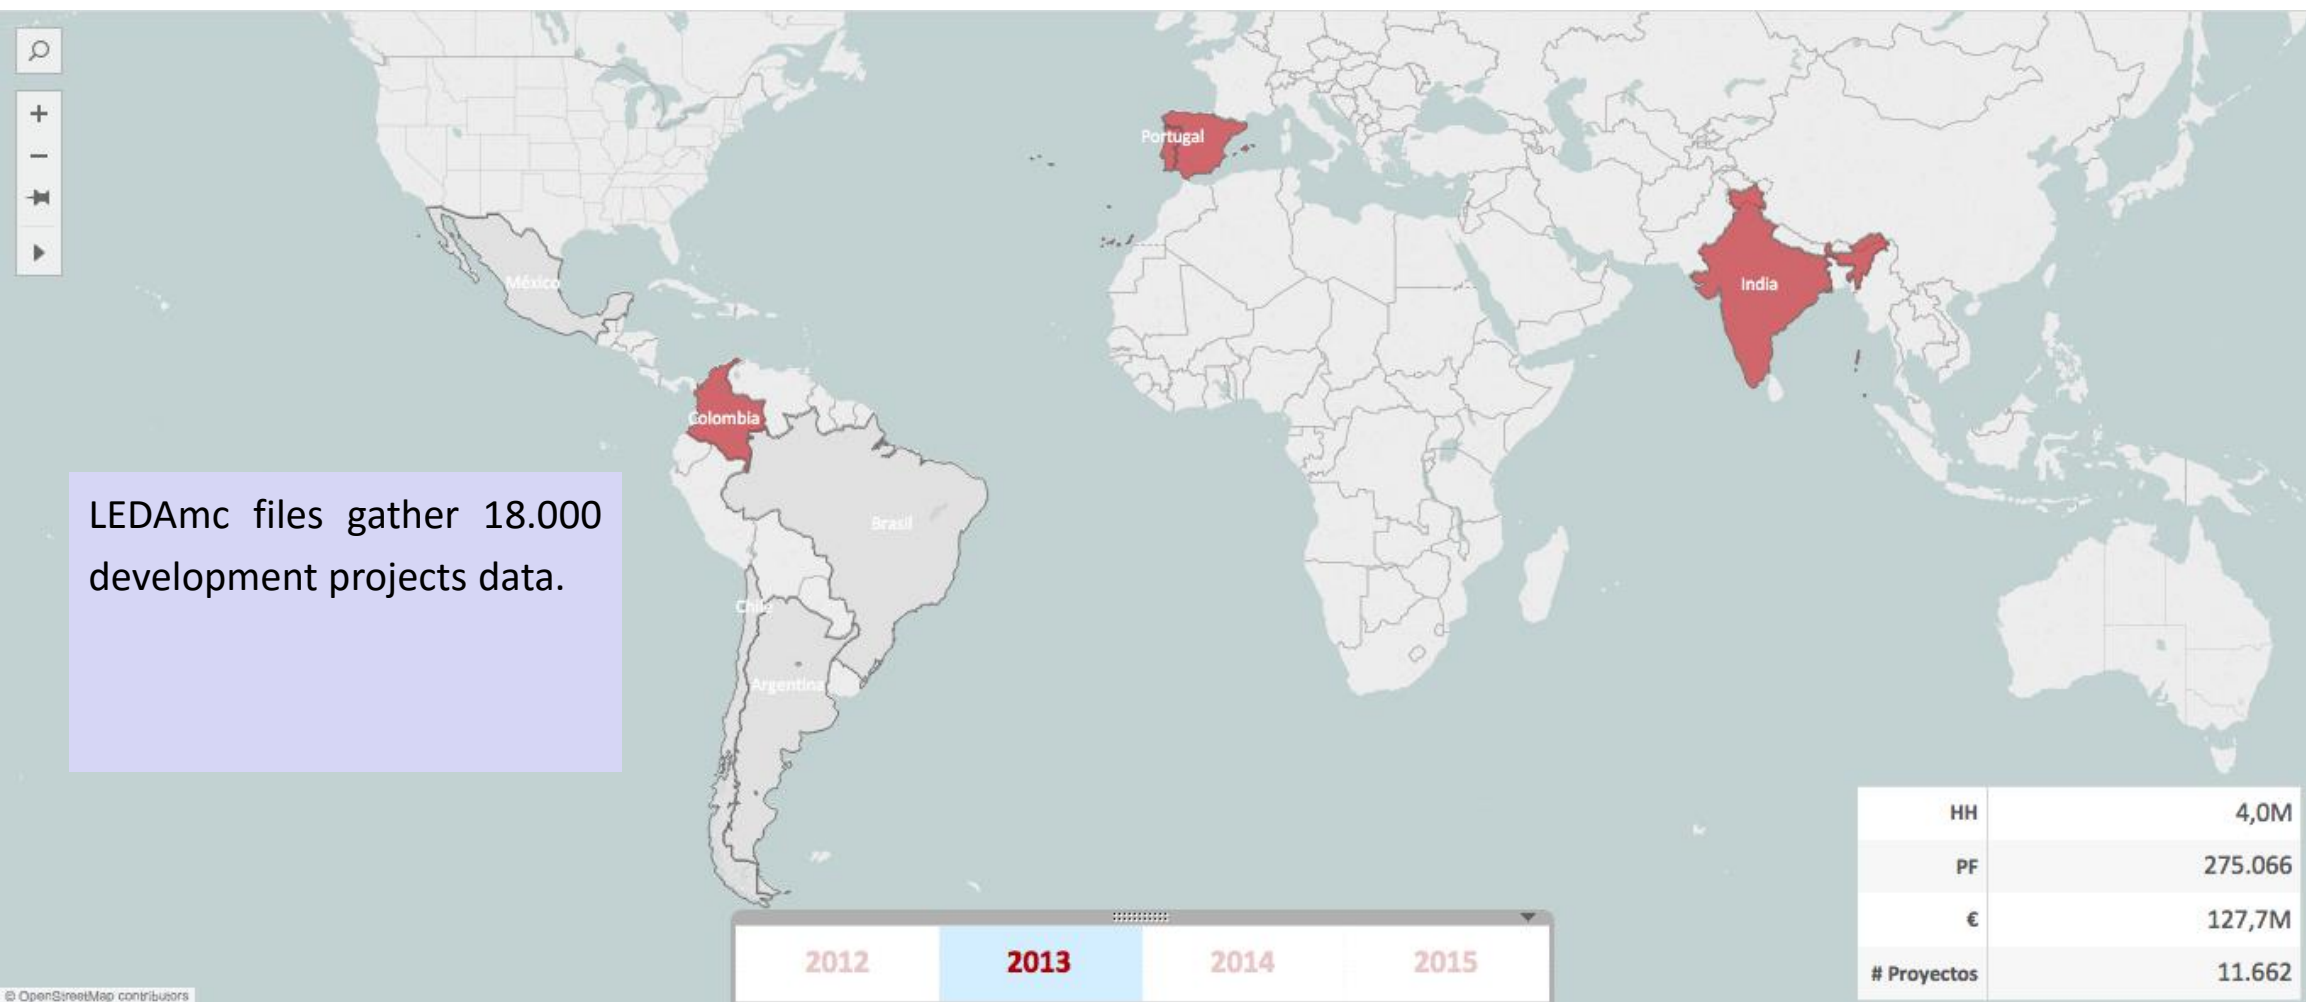 Portugal
México
India
Colombia
LEDAmc files gather 18.000
development projects data.
Brasil
Chile
Argentina
HH 4,0M
PF 275.066
€ 127,7M
# Proyectos 11.662
2012 2013 2014 2015
© OpenStreetMap contributors